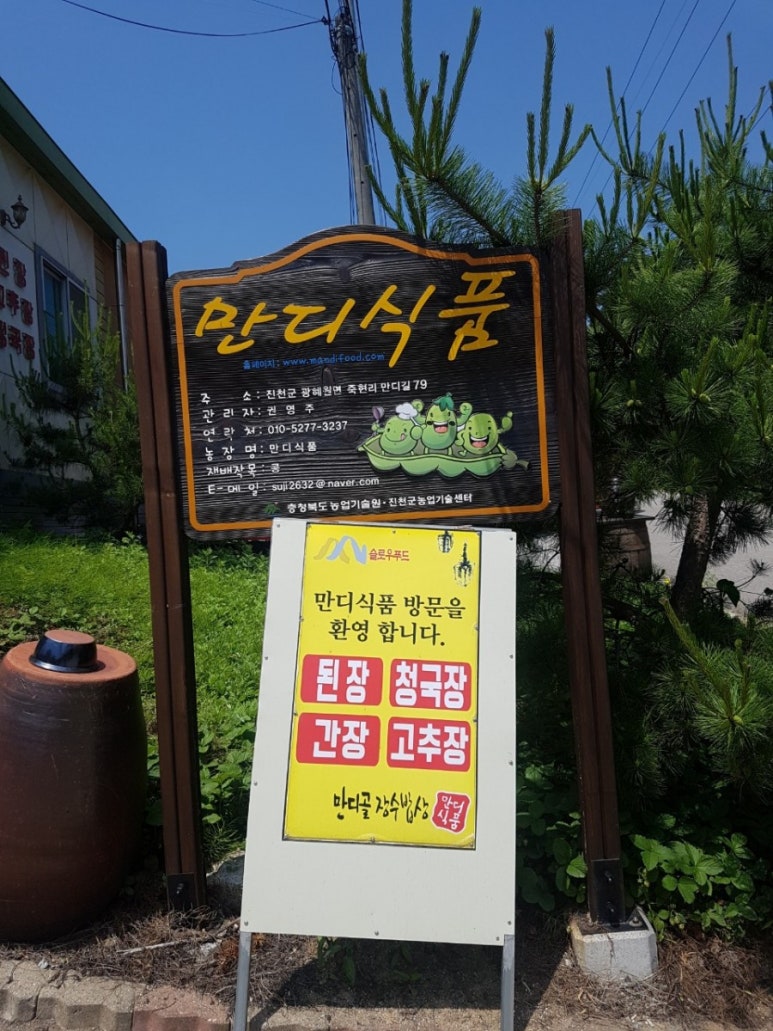 만디식품
홈페이지 : www.mandifood.com
주 소 : 진천군 광혜원면 죽현리 만디길 79
관 리 자 : 권 영 주
연 락 처 : 010-5277-3237
농 장 명 : 만디식품
재배작목 : 콩
E-메 일 : suji2632@naver.com
충청북도농업기술원 · 진천군농업기술센터
슬로우푸드
만디식품 방문을
환영 합니다.
된장 청국장
간장 고추장
만디골 장수밥상
만디
식품